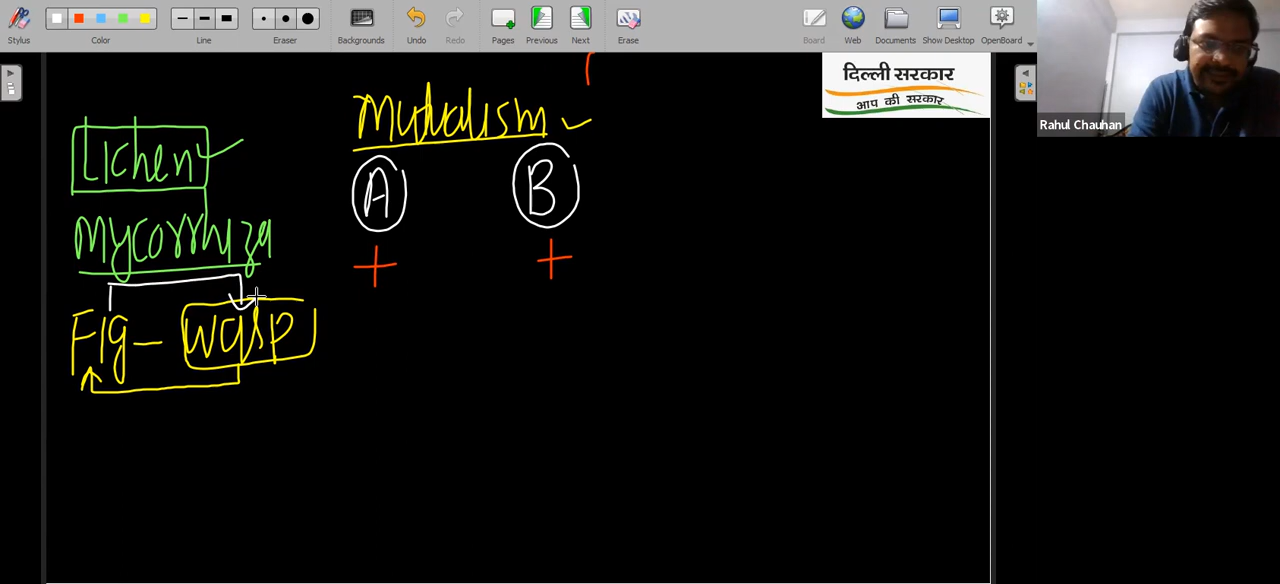 Stylus
Color
Line
Eraser
Backgrounds
Undo
Redo
Pages
Previous
Next
Erase
Board
Web
Documents
Show Desktop
OpenBoard
दिल्ली सरकार
आप की सरकार
Rahul Chauhan
Mutualism
Lichen
A
B
Mycorrhiza
+ +
Fig - wasp